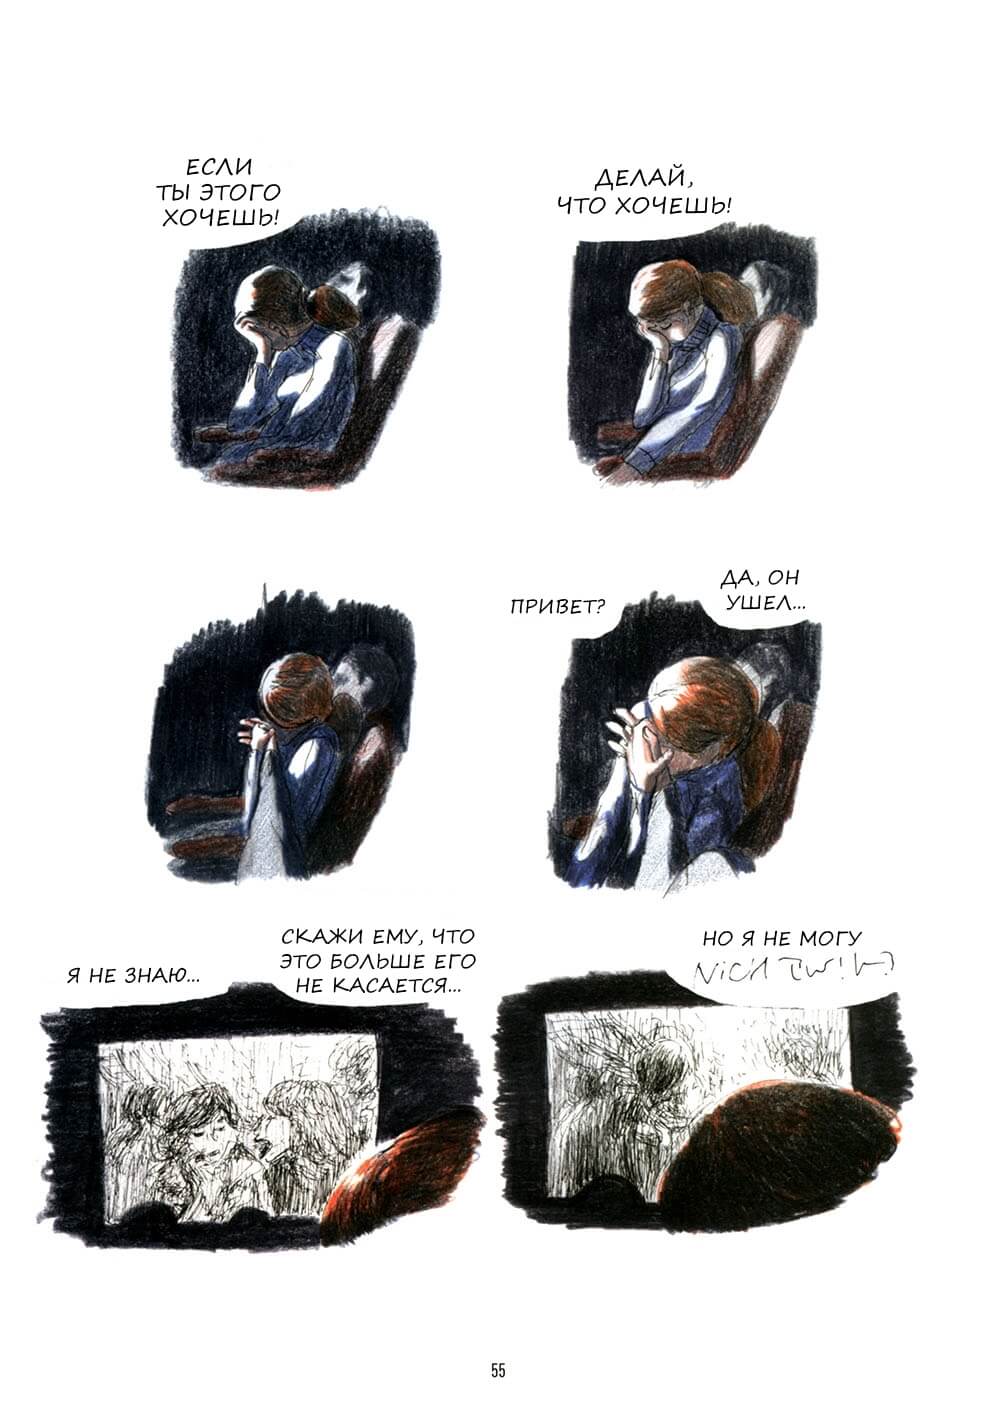 ЕСЛИ
ТЫ ЭТОГО
ХОЧЕШЬ!
ДЕЛАЙ,
ЧТО ХОЧЕШЬ!
ПРИВЕТ?
ДА, ОН
УШЕЛ...
Я НЕ ЗНАЮ...
СКАЖИ ЕМУ, ЧТО
ЭТО БОЛЬШЕ ЕГО
НЕ КАСАЕТСЯ...
НО Я НЕ МОГУ
55